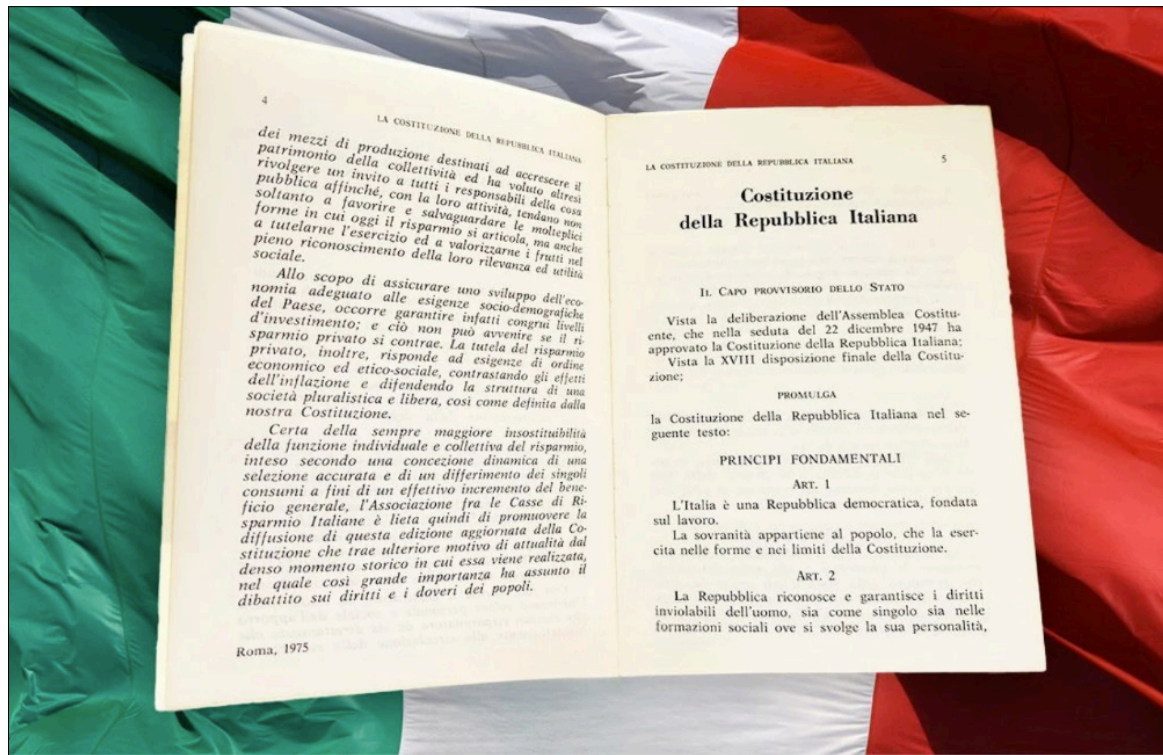 4
LA COSTITUZIONE DELLA REPUBBLICA ITALIANA
dei mezzi di produzione destinati ad accrescere il
patrimonio della collettività ed ha voluto altresì
rivolgere un invito a tutti i responsabili della cosa
pubblica affinché, con la loro attività, tendano non
soltanto a favorire e salvaguardare le molteplici
forme in cui oggi il risparmio si articola, ma anche
a tutelarne l'esercizio ed a valorizzarne i frutti nel
pieno riconoscimento della loro rilevanza ed utilità
sociale.
Allo scopo di assicurare uno sviluppo dell'eco-
nomia adeguato alle esigenze socio-demografiche
del Paese, occorre garantire infatti congrui livelli
d'investimento; e ciò non può avvenire se il ri-
sparmio privato si contrae. La tutela del risparmio
privato, inoltre, risponde ad esigenze di ordine
economico ed etico-sociale, contrastando gli effetti
dell'inflazione e difendendo la struttura di una
società pluralistica e libera, così come definita dalla
nostra Costituzione.
Certa della sempre maggiore insostituibilità
della funzione individuale e collettiva del risparmio,
inteso secondo una concezione dinamica di una
selezione accurata e di un differimento dei singoli
consumi a fini di un effettivo incremento del bene-
ficio generale, l'Associazione fra le Casse di Ri-
sparmio Italiane è lieta quindi di promuovere la
diffusione di questa edizione aggiornata della Co-
stituzione che trae ulteriore motivo di attualità dal
denso momento storico in cui essa viene realizzata,
nel quale così grande importanza ha assunto il
dibattito sui diritti e i doveri dei popoli.
Roma, 1975
LA COSTITUZIONE DELLA REPUBBLICA ITALIANA
5
Costituzione
della Repubblica Italiana
IL CAPO PROVVISORIO DELLO STATO
Vista la deliberazione dell'Assemblea Costitu-
ente, che nella seduta del 22 dicembre 1947 ha
approvato la Costituzione della Repubblica Italiana;
Vista la XVIII disposizione finale della Costitu-
zione;
PROMULGA
la Costituzione della Repubblica Italiana nel se-
guente testo:
PRINCIPI FONDAMENTALI
ART. 1
L'Italia è una Repubblica democratica, fondata
sul lavoro.
La sovranità appartiene al popolo, che la eser-
cita nelle forme e nei limiti della Costituzione.
ART. 2
La Repubblica riconosce e garantisce i diritti
inviolabili dell'uomo, sia come singolo sia nelle
formazioni sociali ove si svolge la sua personalità,